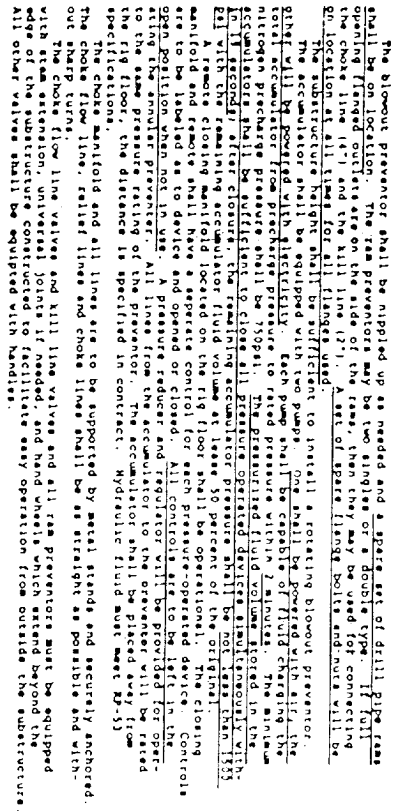 The blowout preventor shall be nippled up as needed and a spare set of drill pipe rams
shall be on location. The ram preventors may be two singles or a double type. If full
opening flanged outlets are on the side of the rams, then they may be used for connecting
the choke line (4") and the kill line (2"). A set of spare flange bolts and nuts will be
on location at all times for all flanges used.
The substructure height shall be sufficient to install a rotating blowout preventor.
The accumulator shall be equipped with two pumps. One shall be powered with air, the
other will be powered with electricity. Each pump shall be capable of fluid charging the
total accumulator from precharge pressure to rated pressure within 2 minutes. The minimum
nitrogen precharge pressure shall be 750psi. The pressurized fluid volume stored in the
accumulators shall be sufficient to close all pressure operated devices simultaneously with-
in seconds, after closure, the remaining accumulator pressure shall be not less than
psi with the remaining accumulator fluid volume at least 50 percent of the original
A remote closing manifold located on the rig floor shall be operational. The closing
manifold and remote shall have a seperate control for each pressure-operated device. Controls
are to be labeled as to device and opened or closed. All controls are to be left in the
open position when not in use. A pressure reducer and regulator will be provided for oper-
ating the annular preventer. All lines from the accumulator to the preventor will be rated
to the same pressure rating of the preventor. The accumulator shall be placed away from
the rig floor, the distance is specified in contract. Hydraulic fluid must meet RP-53
specifications.
The choke manifold and all lines are to be supported by metal stands and securely anchored.
The choke flow line, relief lines and choke lines shall be as straight as possible and with-
out sharp turns.
The choke flow line valves and kill line valves and all ram preventors must be equipped
with stem extension, universal joints if needed, and hand wheels which extend beyond the
edge of the substructure constructed to facilitate easy operation from outside the substructure.
All other valves shall be equipped with handles.